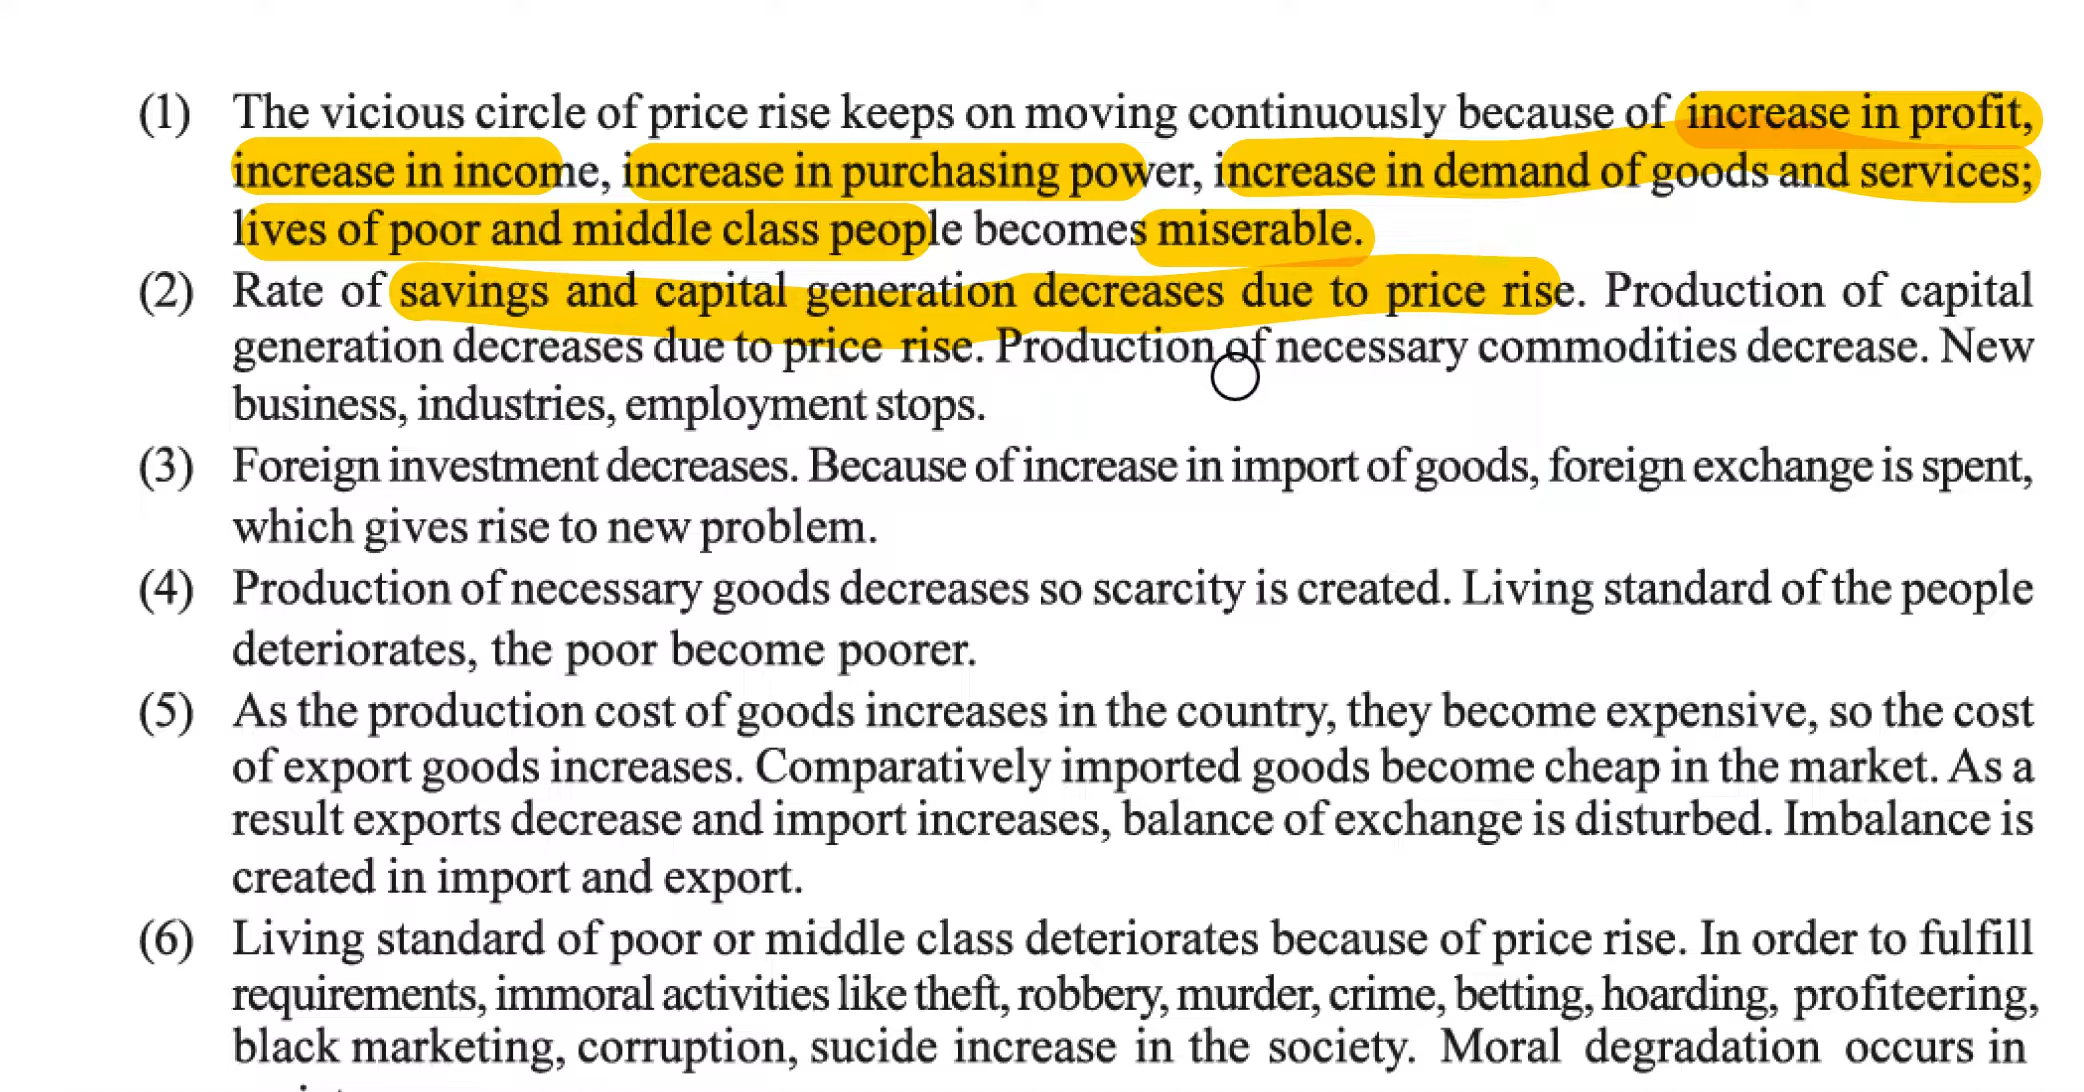 (1) The vicious circle of price rise keeps on moving continuously because of increase in profit,
increase in income, increase in purchasing power, increase in demand of goods and services;
lives of poor and middle class people becomes miserable.
(2) Rate of savings and capital generation decreases due to price rise. Production of capital
generation decreases due to price rise. Production of necessary commodities decrease. New
business, industries, employment stops.
(3) Foreign investment decreases. Because of increase in import of goods, foreign exchange is spent,
which gives rise to new problem.
(4) Production of necessary goods decreases so scarcity is created. Living standard of the people
deteriorates, the poor become poorer.
(5) As the production cost of goods increases in the country, they become expensive, so the cost
of export goods increases. Comparatively imported goods become cheap in the market. As a
result exports decrease and import increases, balance of exchange is disturbed. Imbalance is
created in import and export.
(6) Living standard of poor or middle class deteriorates because of price rise. In order to fulfill
requirements, immoral activities like theft, robbery, murder, crime, betting, hoarding, profiteering,
black marketing, corruption, sucide increase in the society. Moral degradation occurs in